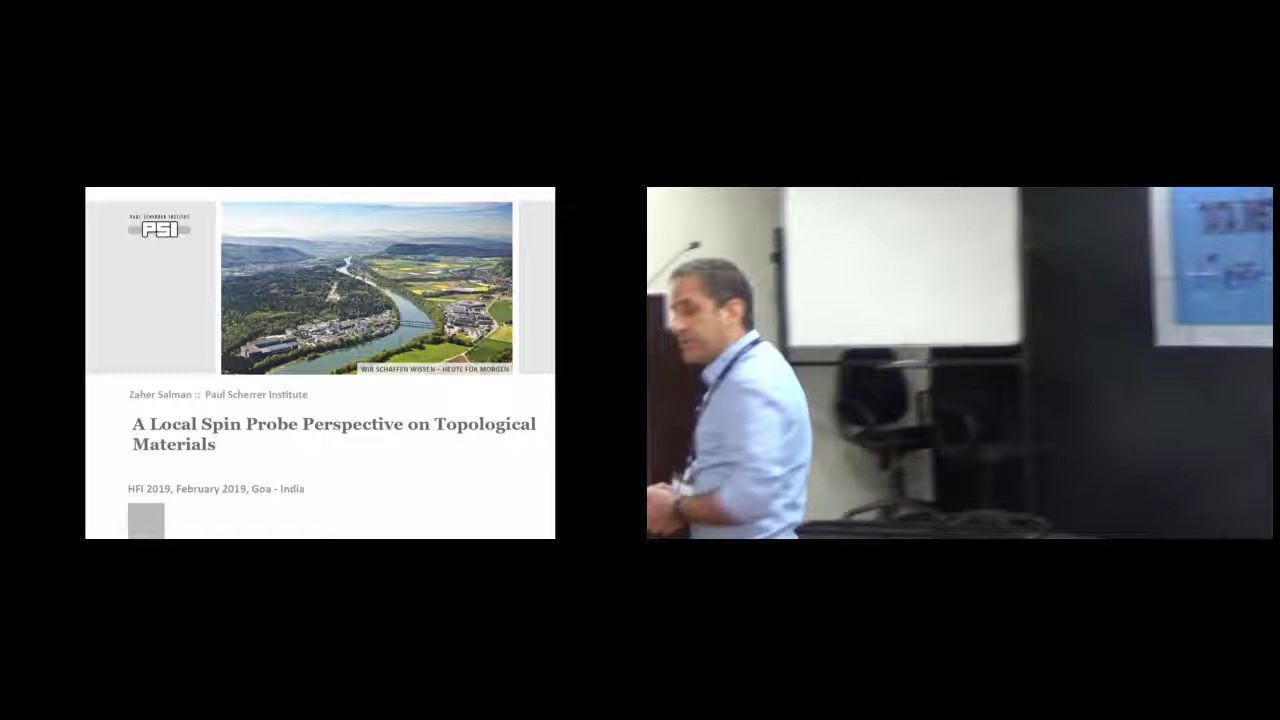 PAUL SCHERRER INSTITUT
PSI
WIR SCHAFFEN WISSEN – HEUTE FÜR MORGEN
Zaher Salman :: Paul Scherrer Institute
A Local Spin Probe Perspective on Topological
Materials
HFI 2019, February 2019, Goa - India